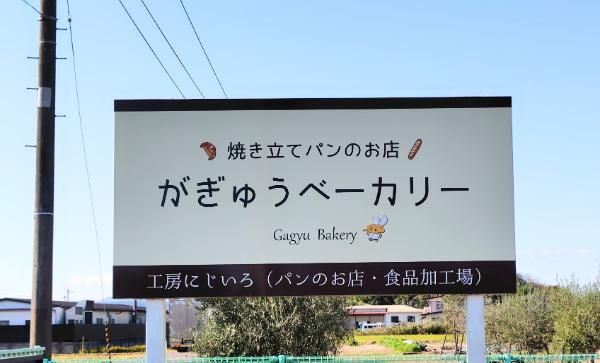 焼き立てパンのお店
がぎゅうベーカリー
Gagyu Bakery
工房にじいろ（パンのお店・食品加工場）